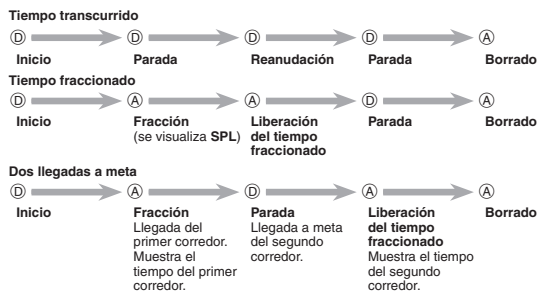 Tiempo transcurrido
Ⓓ Ⓓ Ⓓ Ⓓ Ⓐ
Inicio Parada Reanudación Parada Borrado
Tiempo fraccionado
Ⓓ Ⓐ Ⓐ Ⓓ Ⓐ
Inicio Fracción Liberación Parada Borrado
(se visualiza SPL) del tiempo
fraccionado
Dos llegadas a meta
Ⓓ Ⓐ Ⓓ Ⓐ Ⓐ
Inicio Fracción Parada Liberación Borrado
Llegada del Llegada a meta del tiempo
primer corredor. del segundo fraccionado
Muestra el corredor. Muestra el tiempo
tiempo del primer del segundo
corredor. corredor.